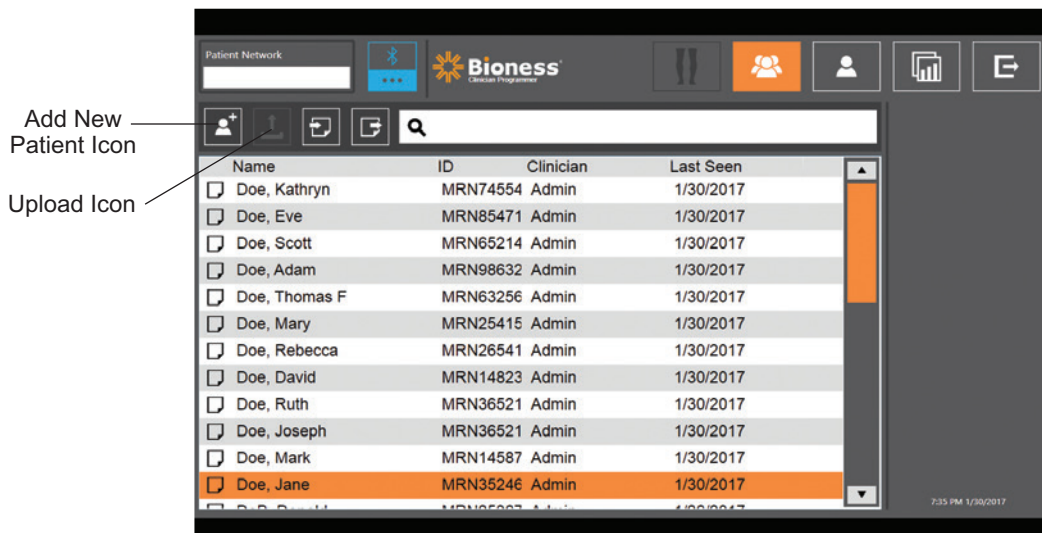 Patient Network
Bioness
Clinician Programmer
Add New
Patient Icon
Upload Icon
Name ID Clinician Last Seen
Doe, Kathryn MRN74554 Admin 1/30/2017
Doe, Eve MRN85471 Admin 1/30/2017
Doe, Scott MRN65214 Admin 1/30/2017
Doe, Adam MRN98632 Admin 1/30/2017
Doe, Thomas F MRN63256 Admin 1/30/2017
Doe, Mary MRN25415 Admin 1/30/2017
Doe, Rebecca MRN26541 Admin 1/30/2017
Doe, David MRN14823 Admin 1/30/2017
Doe, Ruth MRN36521 Admin 1/30/2017
Doe, Joseph MRN36521 Admin 1/30/2017
Doe, Mark MRN14587 Admin 1/30/2017
Doe, Jane MRN35246 Admin 1/30/2017
7:35 PM 1/30/2017